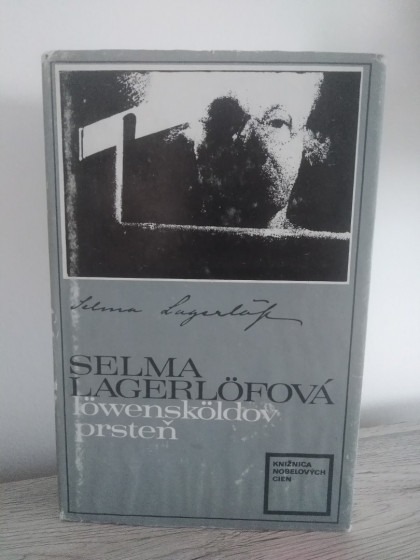 Selma Lagerlöf
SELMA
LAGERLÖFOVÁ
löwensköldov
prsteň
KNIŽNICA
NOBELOVÝCH
CIEN